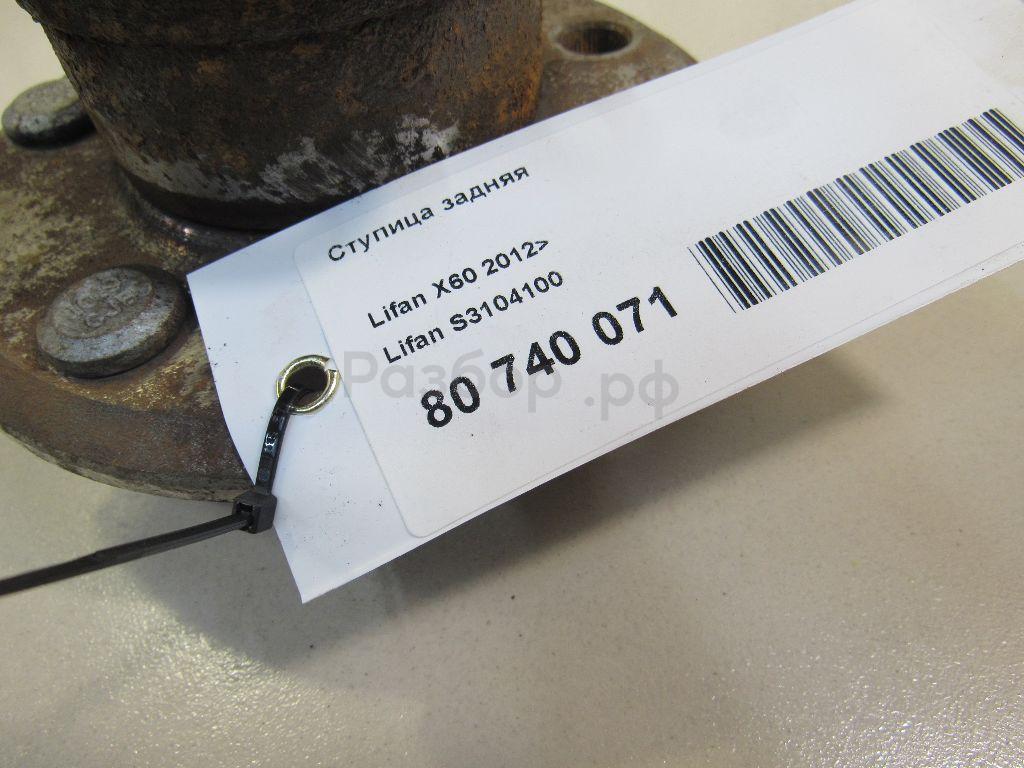 Ступица задняя
Lifan X60 2012>
Lifan S3104100
80 740 071
Разбор.рф